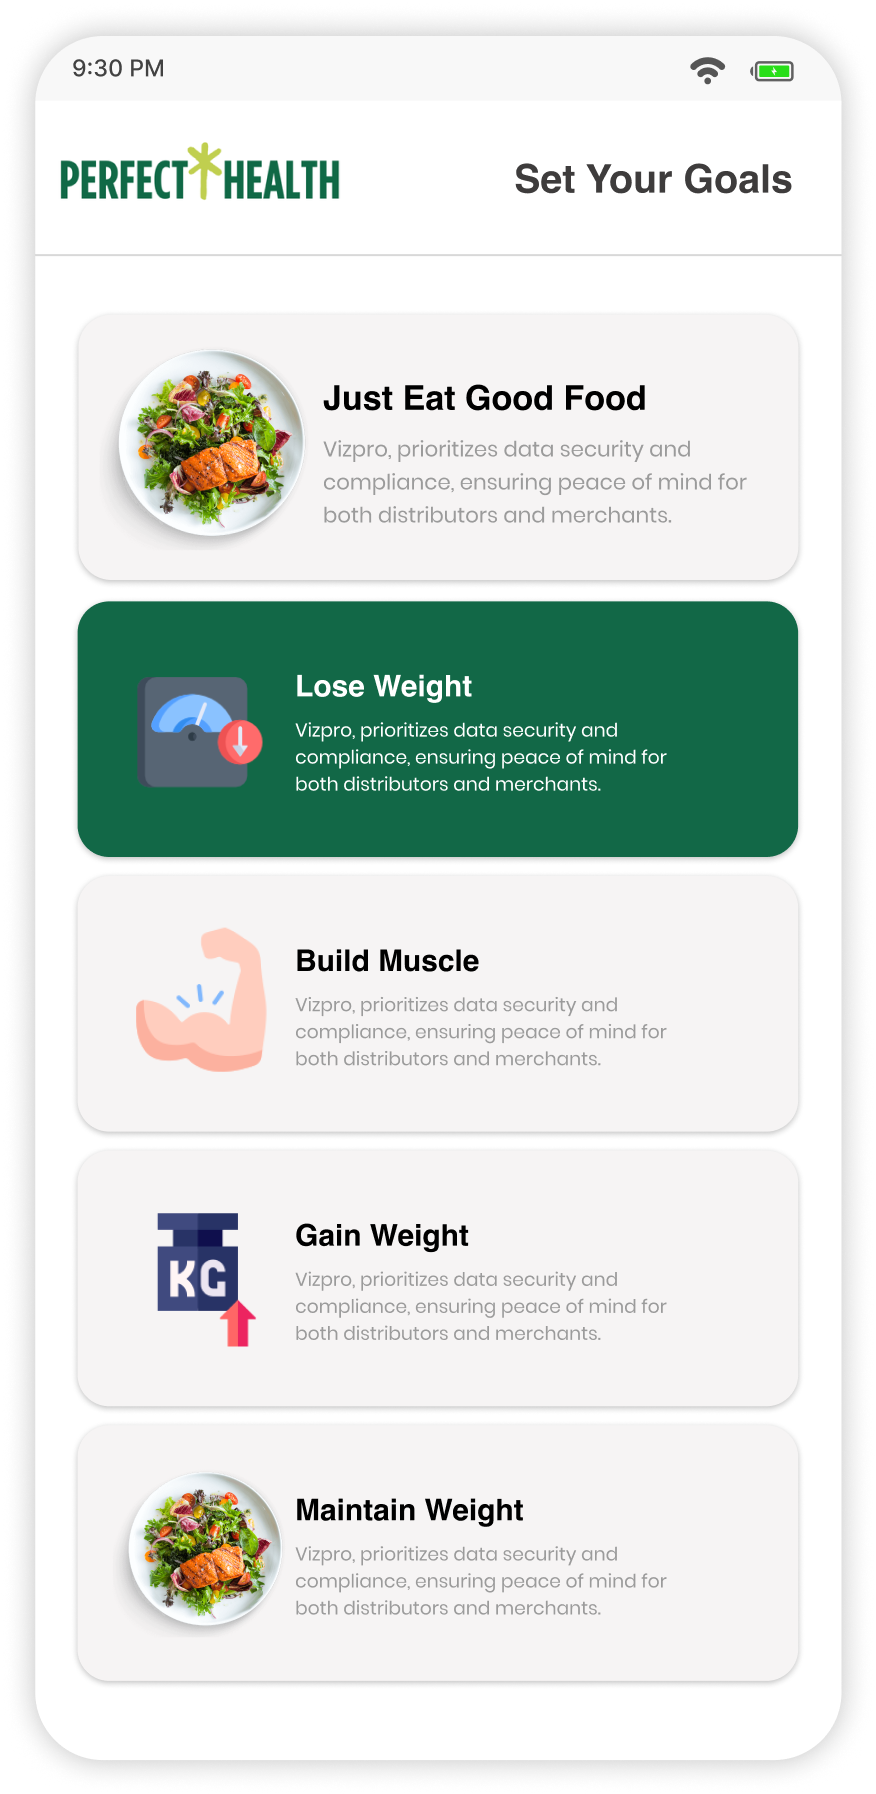 9:30 PM
PERFECT HEALTH
Set Your Goals
Just Eat Good Food
Vizpro, prioritizes data security and
compliance, ensuring peace of mind for
both distributors and merchants.
Lose Weight
Vizpro, prioritizes data security and
compliance, ensuring peace of mind for
both distributors and merchants.
Build Muscle
Vizpro, prioritizes data security and
compliance, ensuring peace of mind for
both distributors and merchants.
KG
Gain Weight
Vizpro, prioritizes data security and
compliance, ensuring peace of mind for
both distributors and merchants.
Maintain Weight
Vizpro, prioritizes data security and
compliance, ensuring peace of mind for
both distributors and merchants.